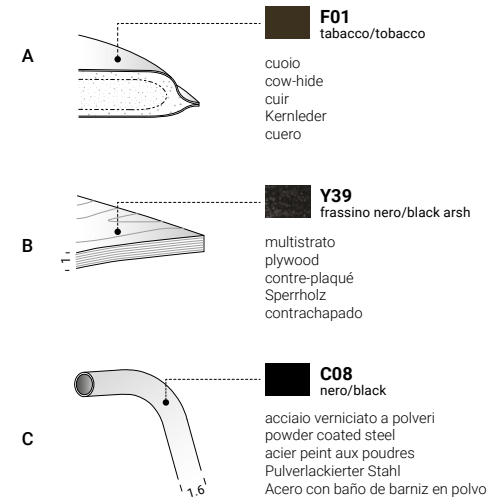 A
F01
tabacco/tobacco
cuoio
cow-hide
cuir
Kernleder
cuero
B
1
Y39
frassino nero/black arsh
multistrato
plywood
contre-plaqué
Sperrholz
contrachapado
C
1.6
C08
nero/black
acciaio verniciato a polveri
powder coated steel
acier peint aux poudres
Pulverlackierter Stahl
Acero con baño de barniz en polvo